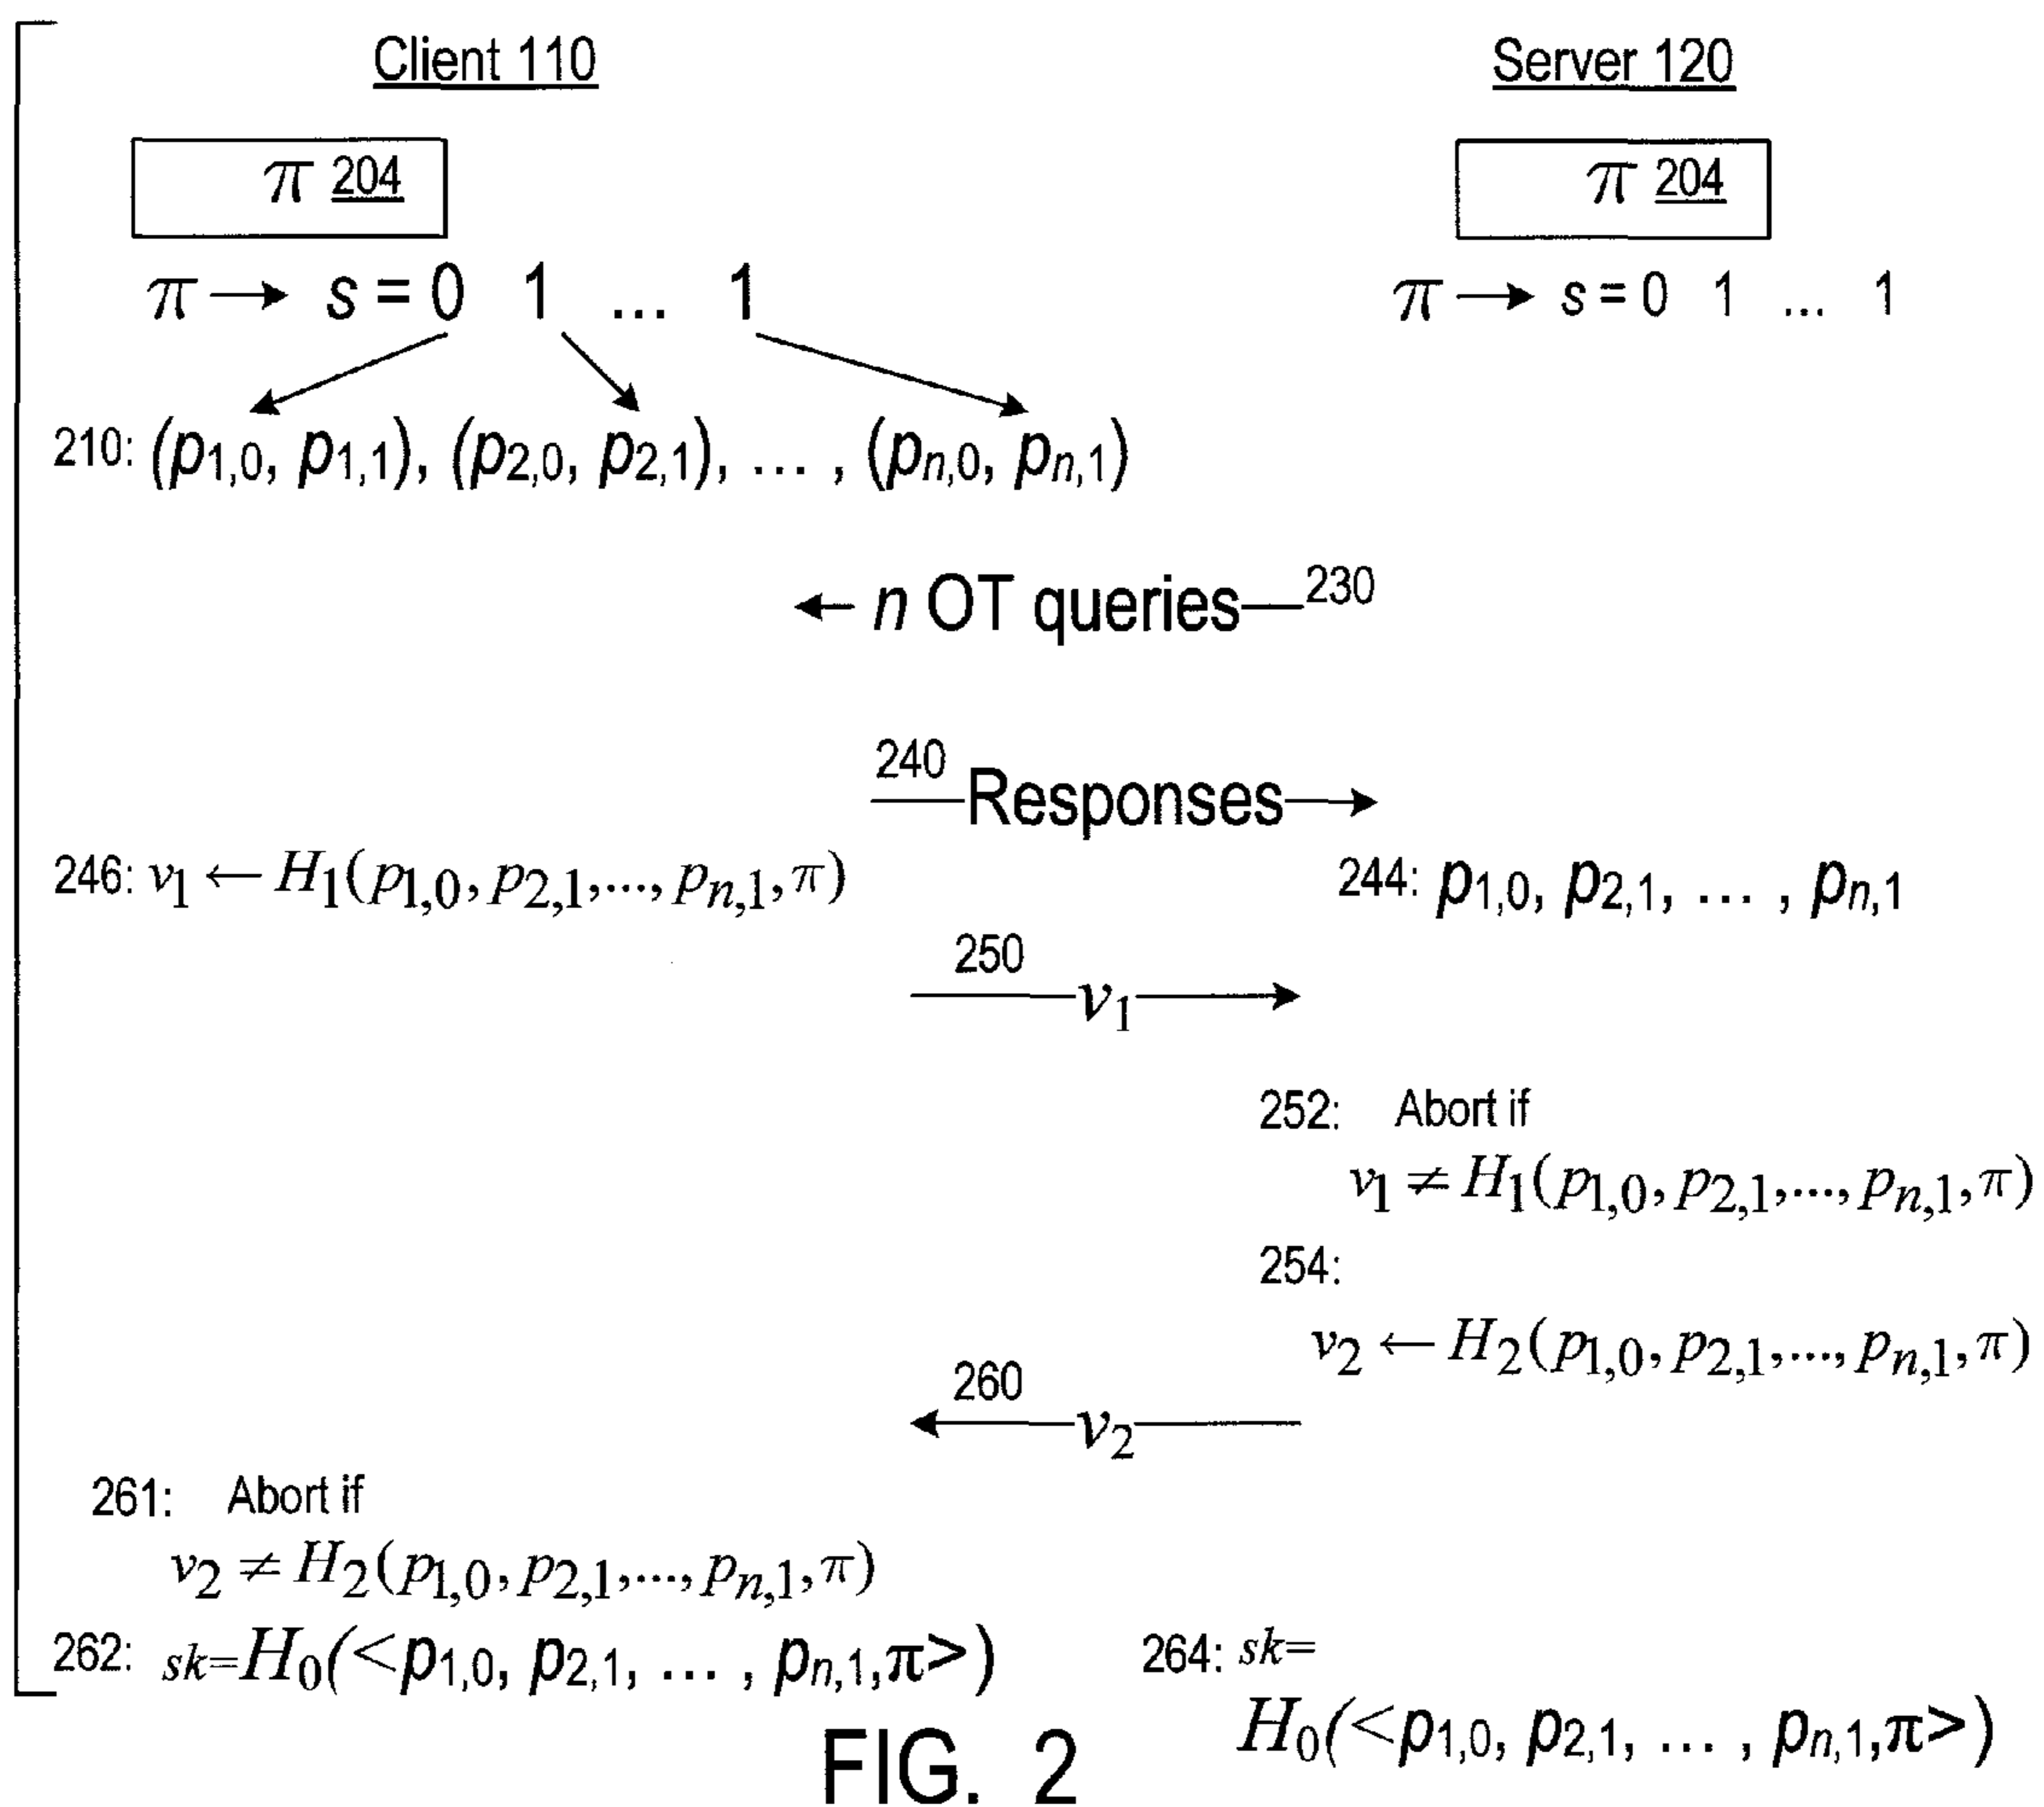 Client 110 Server 120
π 204 π 204
π → s = 0 1 ... 1 π → s = 0 1 ... 1
210: (p1,0, p1,1), (p2,0, p2,1), ... , (pn,0, pn,1)
← n OT queries — 230
240 — Responses →
246: v1 ← H1(p1,0, p2,1,..., pn,1, π) 244: p1,0, p2,1, ... , pn,1
250 — v1 →
252: Abort if
v1 ≠ H1(p1,0, p2,1,..., pn,1, π)
254:
v2 ← H2(p1,0, p2,1,..., pn,1, π)
260 ← v2 —
261: Abort if
v2 ≠ H2(p1,0, p2,1,..., pn,1, π)
262: sk=H0(<p1,0, p2,1, ... , pn,1,π>) 264: sk=
H0(<p1,0, p2,1, ... , pn,1,π>)
FIG. 2